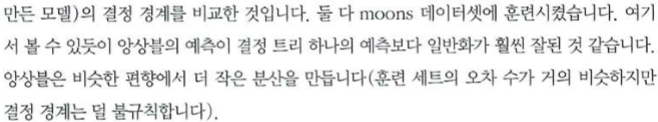 만든 모델)의 결정 경계를 비교한 것입니다. 둘 다 moons 데이터셋에 훈련시켰습니다. 여기
서 볼 수 있듯이 앙상블의 예측이 결정 트리 하나의 예측보다 일반화가 훨씬 잘된 것 같습니다.
앙상블은 비슷한 편향에서 더 작은 분산을 만듭니다(훈련 세트의 오차 수가 거의 비슷하지만
결정 경계는 덜 불규칙합니다).